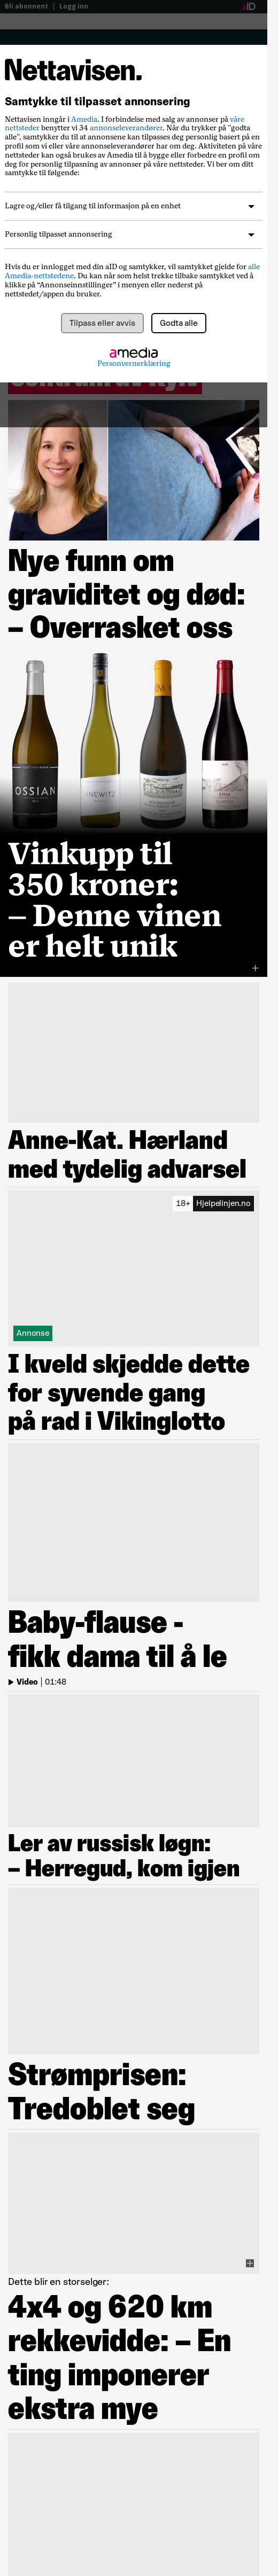 Bli abonnent | Logg inn
aID
Nettavisen.
Samtykke til tilpasset annonsering
Nettavisen inngår i Amedia. I forbindelse med salg av annonser på våre
nettsteder benytter vi 34 annonseleverandører. Når du trykker på "godta
alle", samtykker du til at annonsene kan tilpasses deg personlig basert på en
profil som vi eller våre annonseleverandører har om deg. Aktiviteten på våre
nettsteder kan også brukes av Amedia til å bygge eller forbedre en profil om
deg for personlig tilpasning av annonser på våre nettsteder. Vi ber om ditt
samtykke til følgende:
Lagre og/eller få tilgang til informasjon på en enhet
Personlig tilpasset annonsering
Hvis du er innlogget med din aID og samtykker, vil samtykket gjelde for alle
Amedia-nettstedene. Du kan når som helst trekke tilbake samtykket ved å
klikke på “Annonseinnstillinger” i menyen eller nederst på
nettstedet/appen du bruker.
Tilpass eller avvis
Godta alle
amedia
Personvernerklæring
Nye funn om
graviditet og død:
– Overrasket oss
OSSIAN
Vinkupp til
350 kroner:
– Denne vinen
er helt unik
Anne-Kat. Hærland
med tydelig advarsel
18+ Hjelpelinjen.no
Annonse
I kveld skjedde dette
for syvende gang
på rad i Vikinglotto
Baby-flause -
fikk dama til å le
Video | 01:48
Ler av russisk løgn:
– Herregud, kom igjen
Strømprisen:
Tredoblet seg
Dette blir en storselger:
4x4 og 620 km
rekkevidde: – En
ting imponerer
ekstra mye